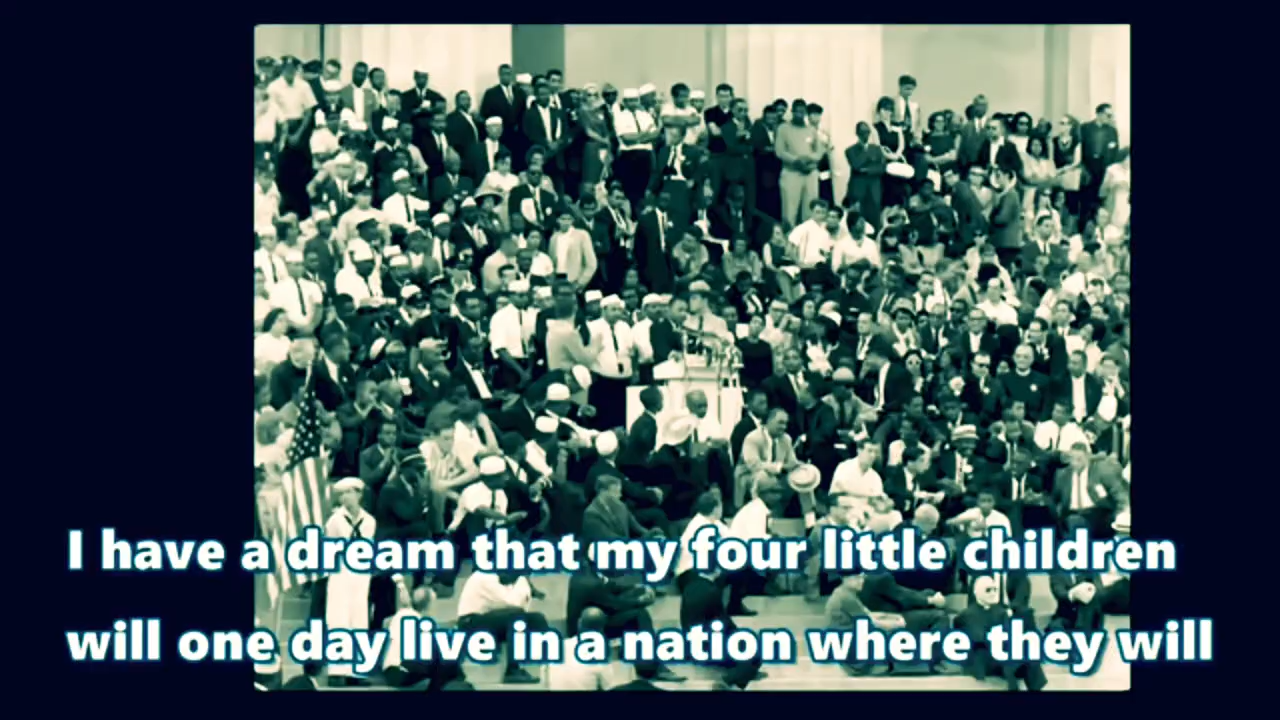 I have a dream that my four little children
will one day live in a nation where they will